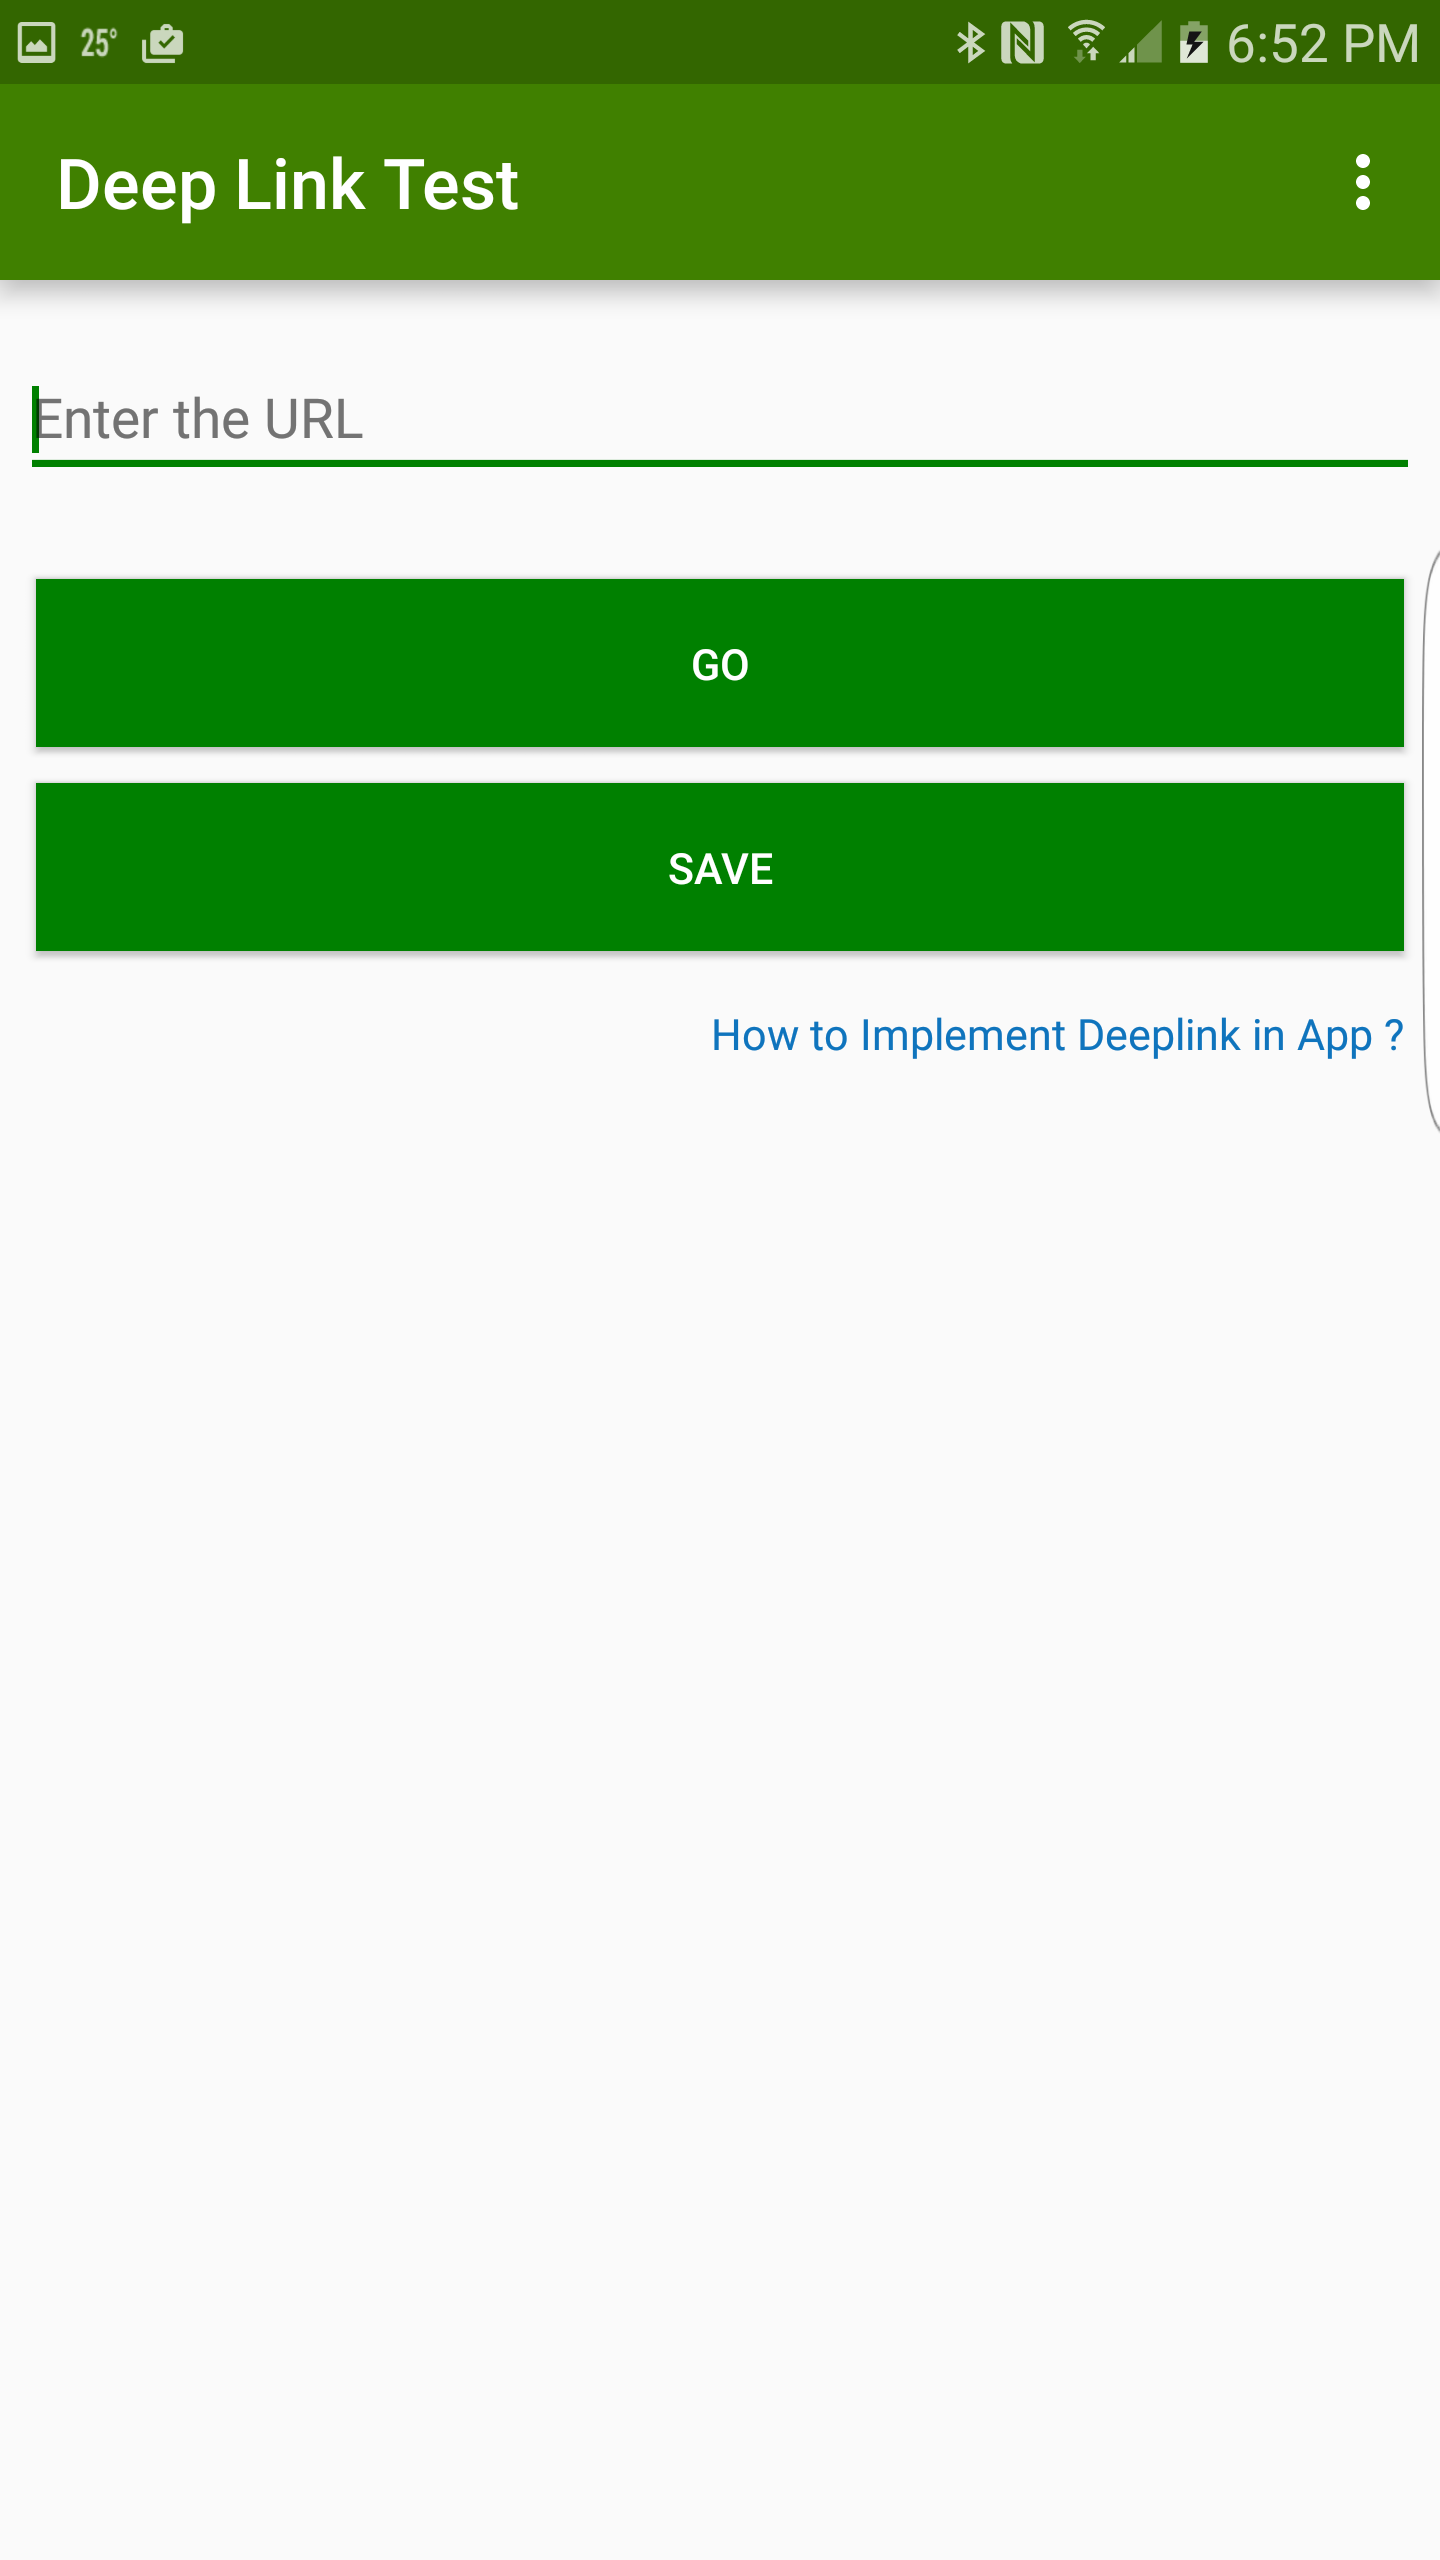 25° 6:52 PM
Deep Link Test
Enter the URL
GO
SAVE
How to Implement Deeplink in App ?